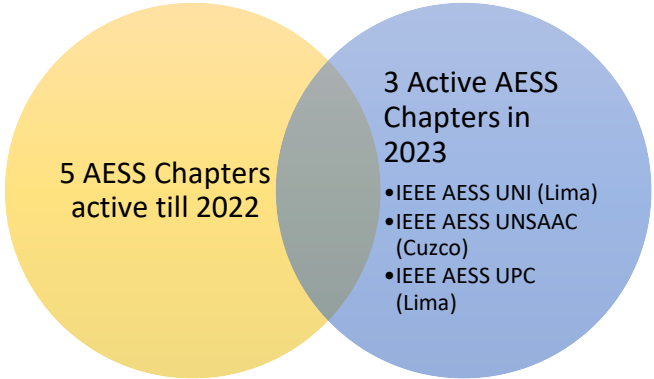 5 AESS Chapters
active till 2022
3 Active AESS
Chapters in
2023
•IEEE AESS UNI (Lima)
•IEEE AESS UNSAAC
(Cuzco)
•IEEE AESS UPC
(Lima)